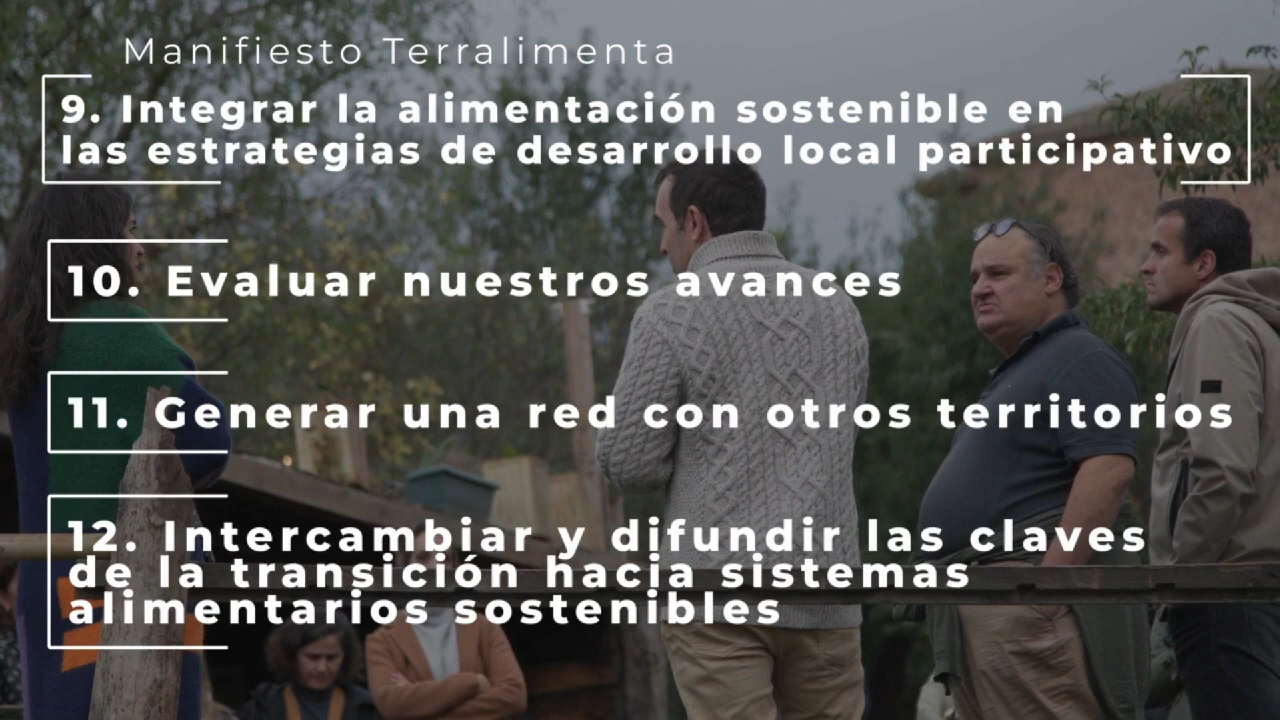 Manifiesto Terralimenta
9. Integrar la alimentación sostenible en
las estrategias de desarrollo local participativo
10. Evaluar nuestros avances
11. Generar una red con otros territorios
12. Intercambiar y difundir las claves
de la transición hacia sistemas
alimentarios sostenibles